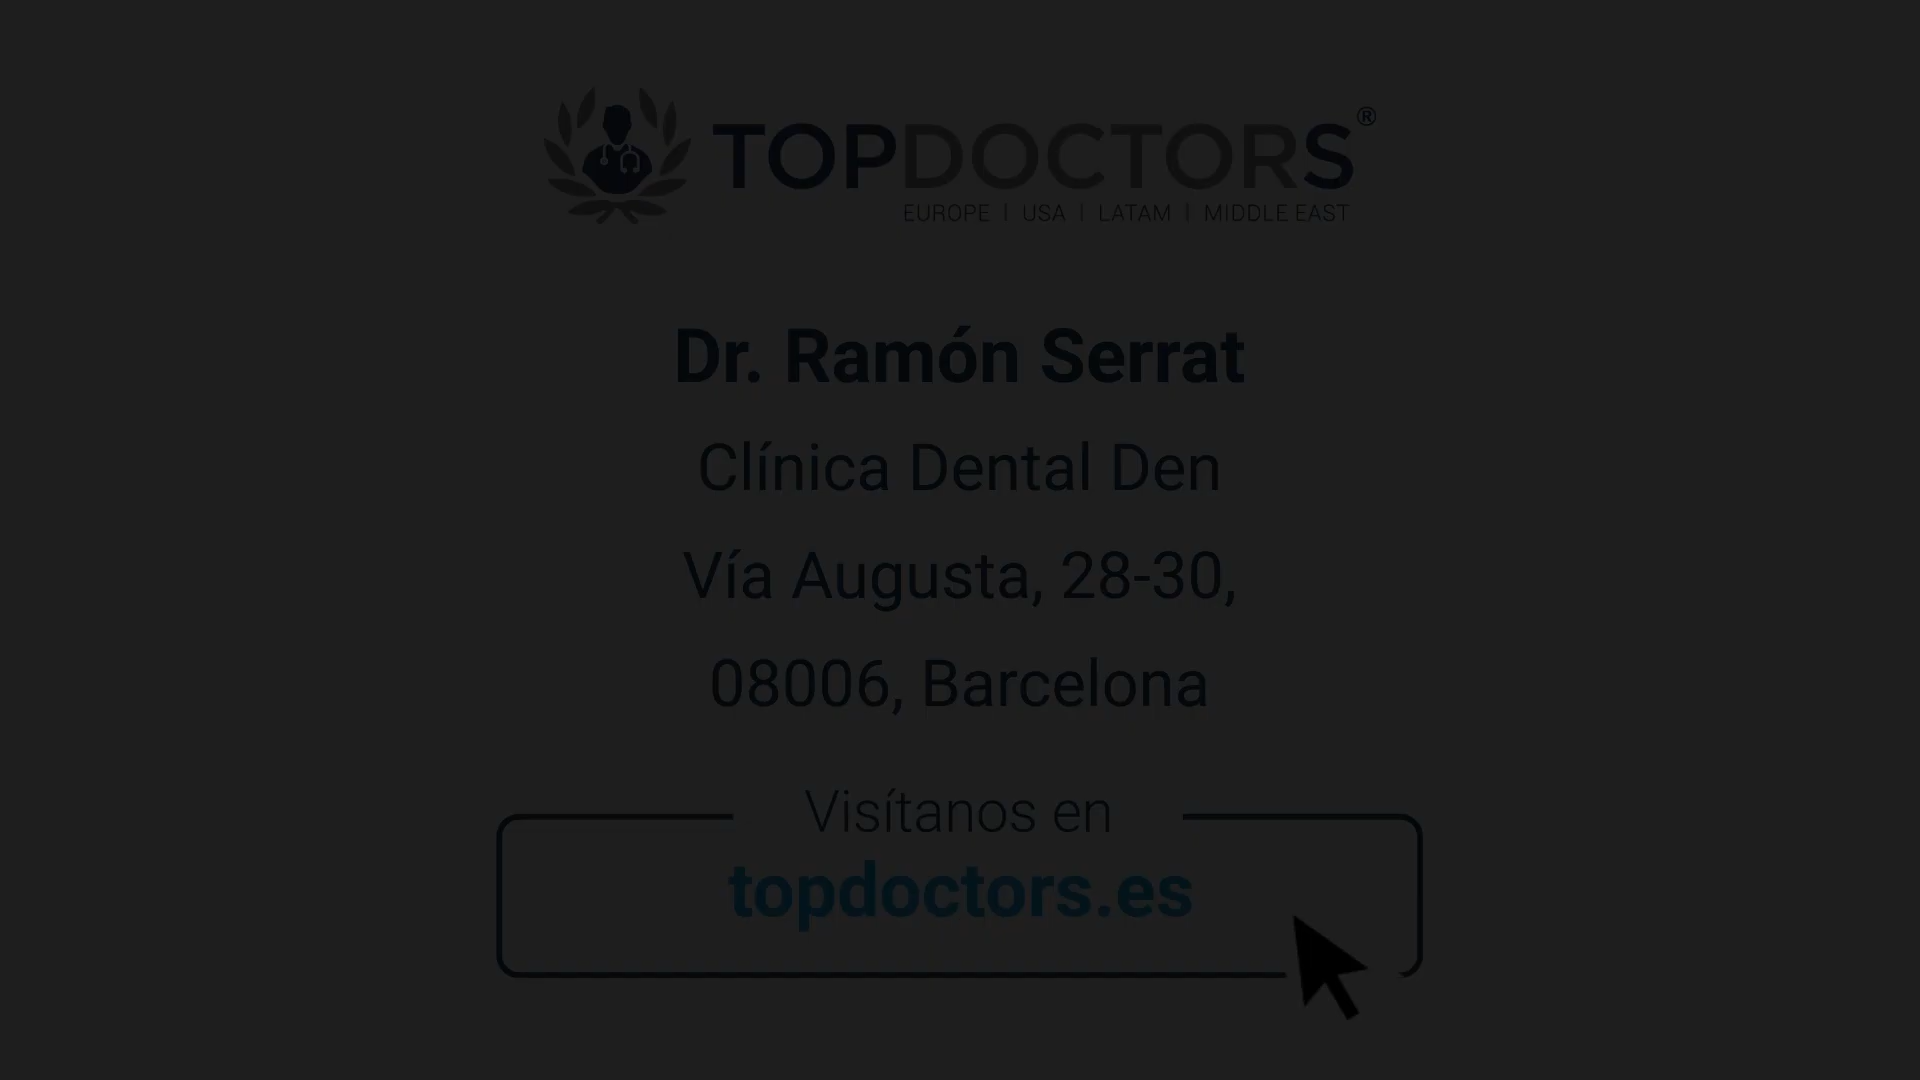 TOPDOCTORS®
EUROPE | USA | LATAM | MIDDLE EAST
Dr. Ramón Serrat
Clínica Dental Den
Vía Augusta, 28-30,
08006, Barcelona
Visítanos en
topdoctors.es